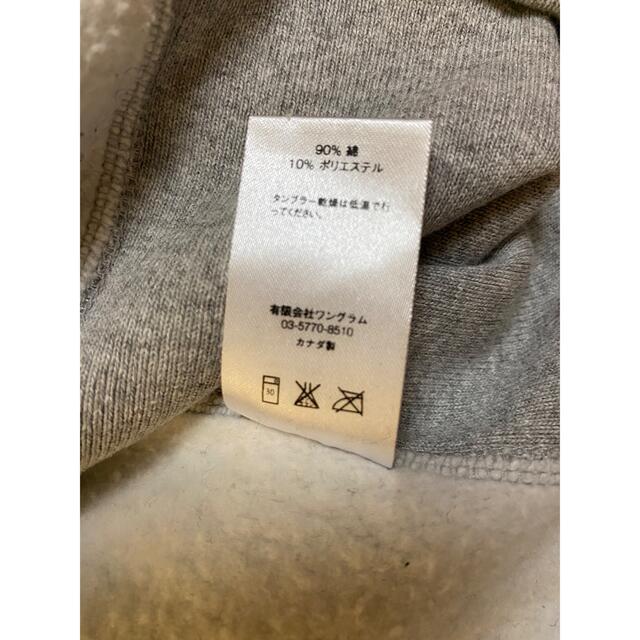 90% 綿
10% ポリエステル
タンブラー乾燥は低温で行
ってください。
有限会社ワングラム
03-5770-8510
カナダ製
30